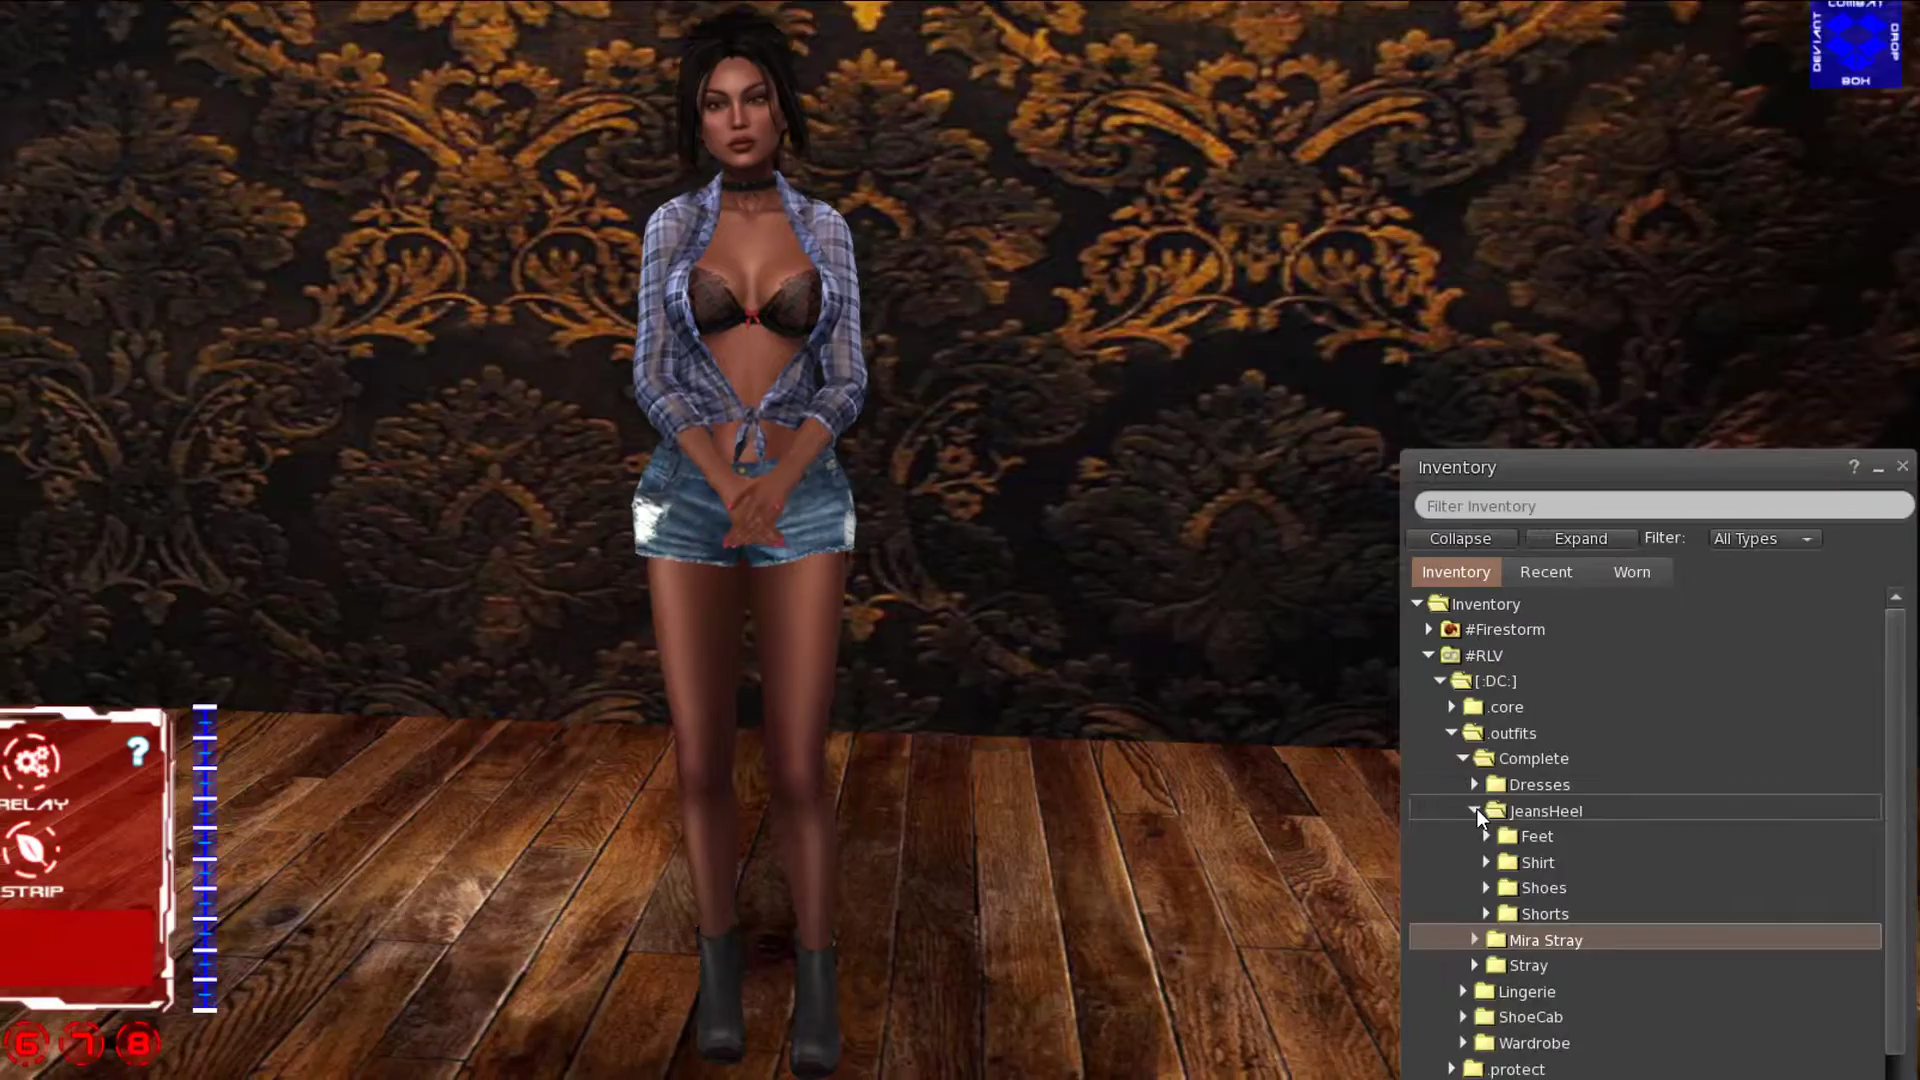 COMBAT
DEVIANT
DROP
BOH
Inventory
?
Filter Inventory
Collapse
Expand
Filter:
All Types
Inventory
Recent
Worn
Inventory
#Firestorm
#RLV
[:DC:]
.core
.outfits
Complete
Dresses
JeansHeel
Feet
Shirt
Shoes
Shorts
Mira Stray
Stray
Lingerie
ShoeCab
Wardrobe
.protect
?
RELAY
STRIP
6 7 8